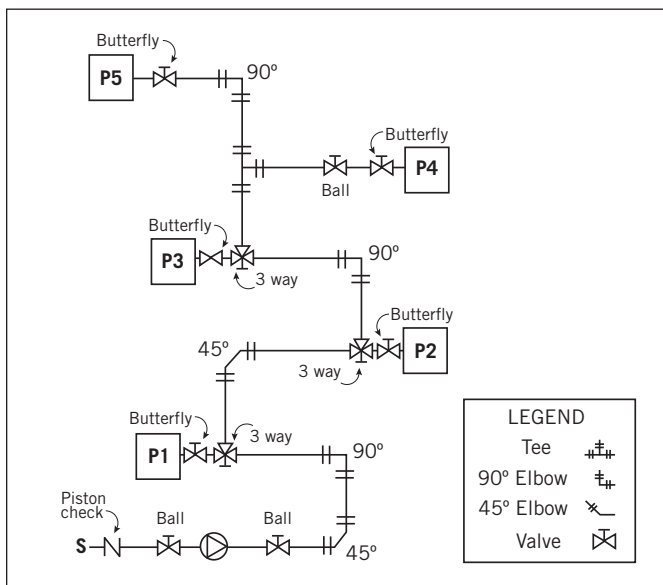 Butterfly
P5
90º
Butterfly
P4
Ball
Butterfly
P3
90º
3 way
Butterfly
45º
P2
3 way
Butterfly
3 way
P1
90º
Piston
check
Ball
Ball
S
45º
LEGEND
Tee
90º Elbow
45º Elbow
Valve